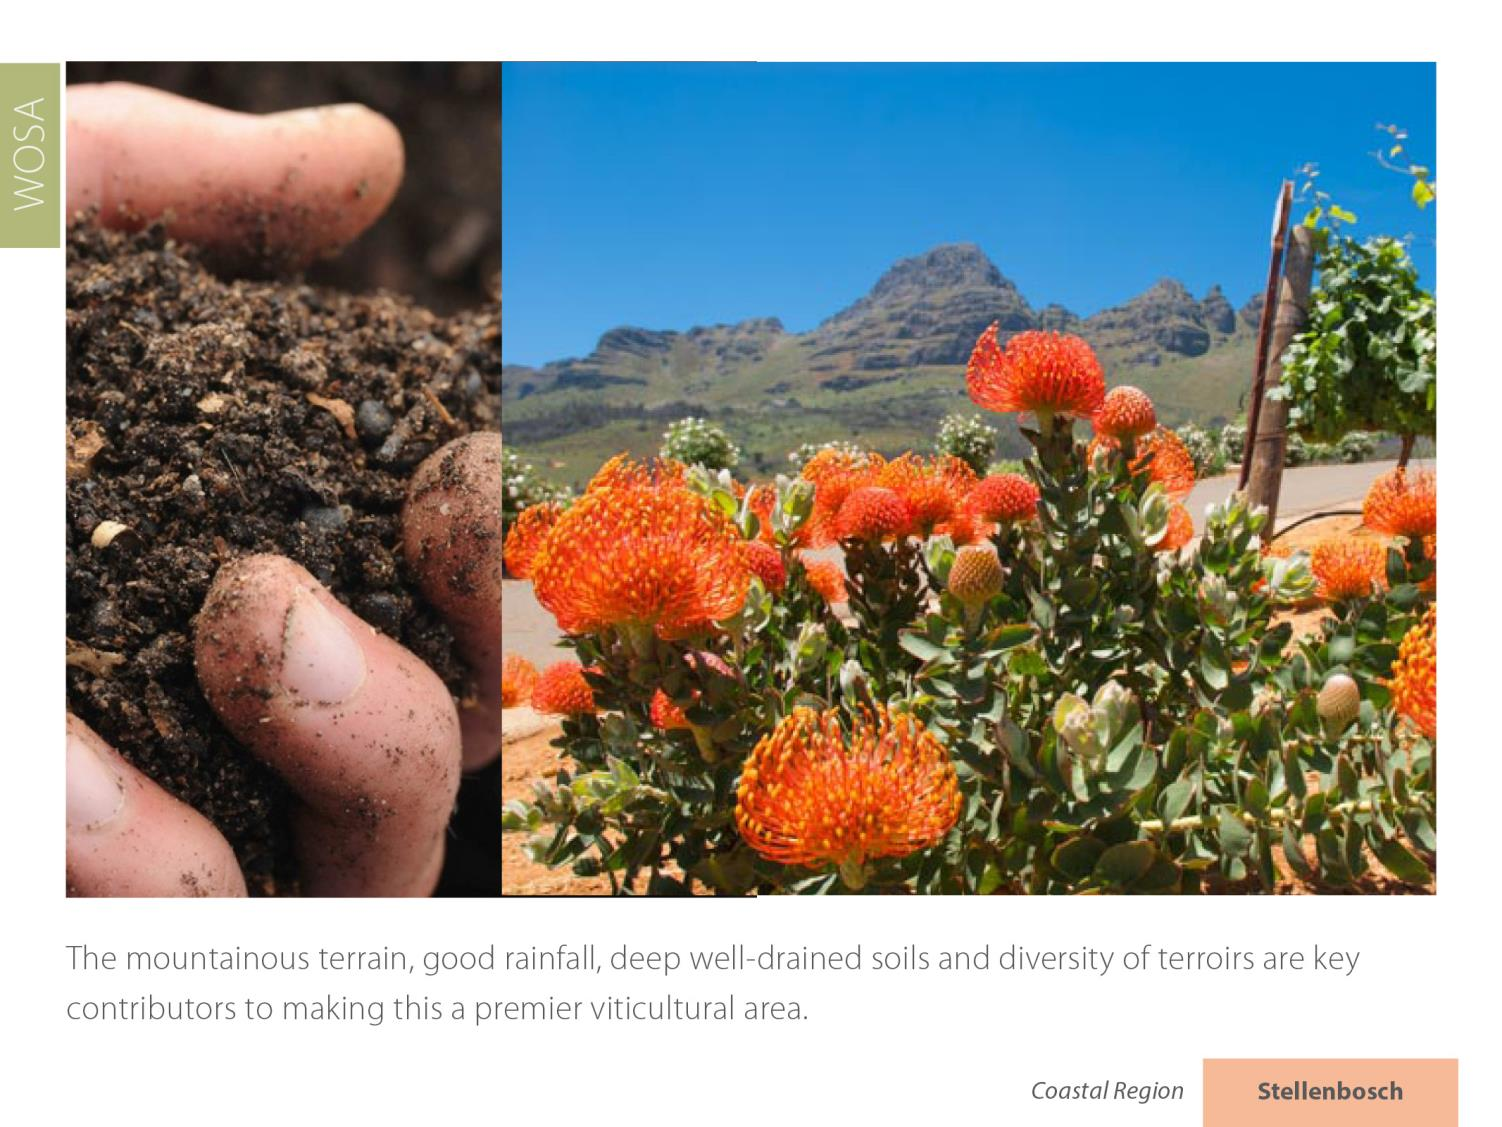 WOSA
The mountainous terrain, good rainfall, deep well-drained soils and diversity of terroirs are key
contributors to making this a premier viticultural area.
Coastal Region
Stellenbosch